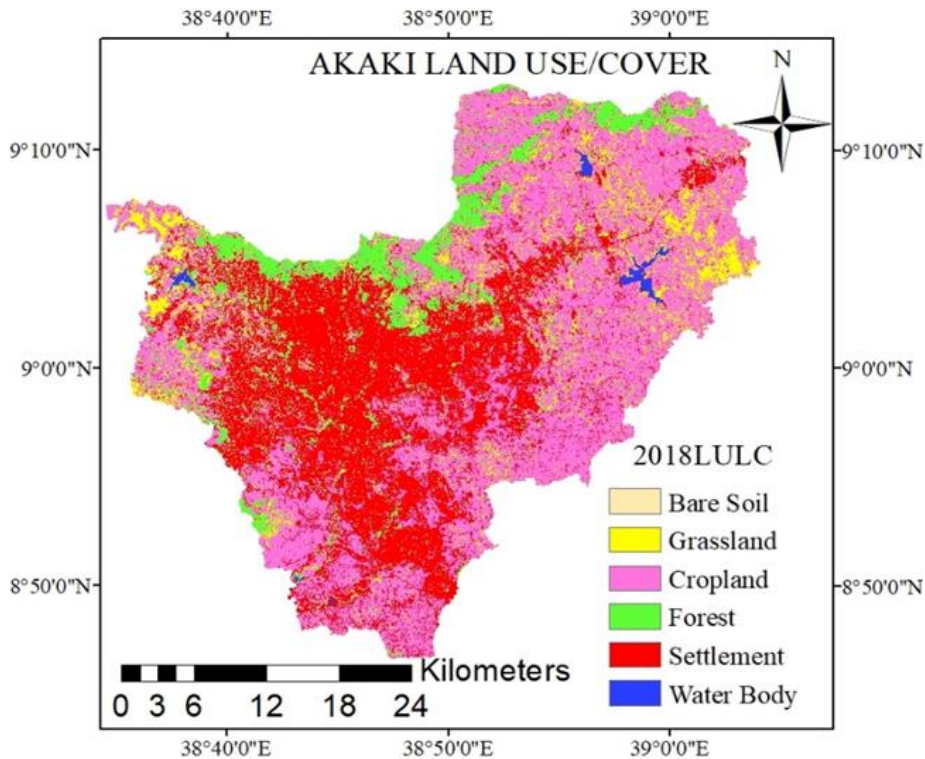 38°40'0"E 38°50'0"E 39°0'0"E
AKAKI LAND USE/COVER
N
9°10'0"N 9°10'0"N
9°0'0"N 9°0'0"N
2018LULC
Bare Soil
Grassland
Cropland
8°50'0"N 8°50'0"N
Forest
Settlement
Water Body
Kilometers
0 3 6 12 18 24
38°40'0"E 38°50'0"E 39°0'0"E